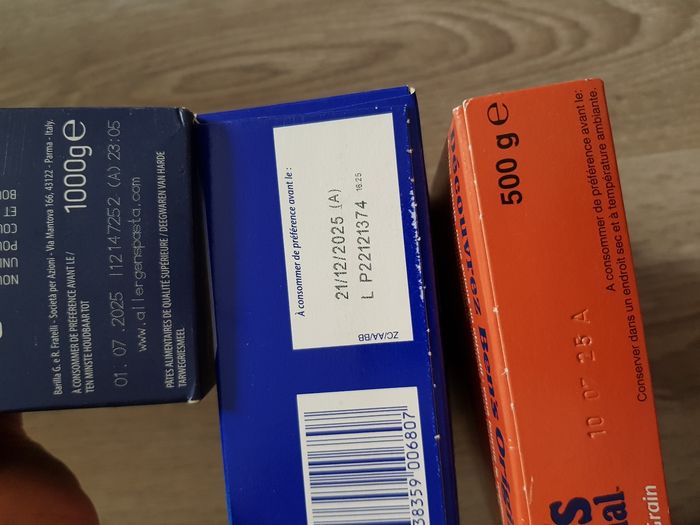 NOU
UNI
POU
COU
ET
BOU
Barilla G. e R. Fratelli - Società per Azioni - Via Mantova 166, 43122 - Parma - Italy.
À CONSOMMER DE PRÉFÉRENCE AVANT LE /
TEN MINSTE HOUDBAAR TOT
1000g e
01. 07 .2025 |12147252 (A) 23:05
www.allergenspasta.com
PÂTES ALIMENTAIRES DE QUALITÉ SUPÉRIEURE / DEEGWAREN VAN HARDE
TARWEGRIESMEEL
À consommer de préférence avant le :
21/12/2025 (A)
L P22121374 16:25
ZC/AA/BB
38359 006807
500 g e
A consommer de préférence avant le:
Conserver dans un endroit sec et à température ambiante.
10 07 25 A